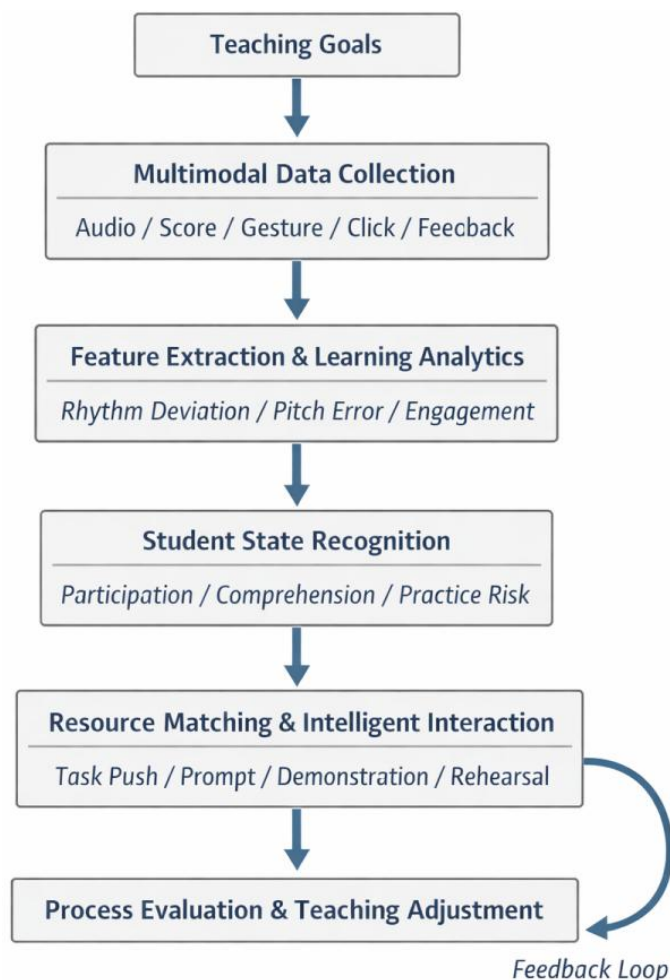 Teaching Goals
Multimodal Data Collection
Audio / Score / Gesture / Click / Feedback
Feature Extraction & Learning Analytics
Rhythm Deviation / Pitch Error / Engagement
Student State Recognition
Participation / Comprehension / Practice Risk
Resource Matching & Intelligent Interaction
Task Push / Prompt / Demonstration / Rehearsal
Process Evaluation & Teaching Adjustment
Feedback Loop